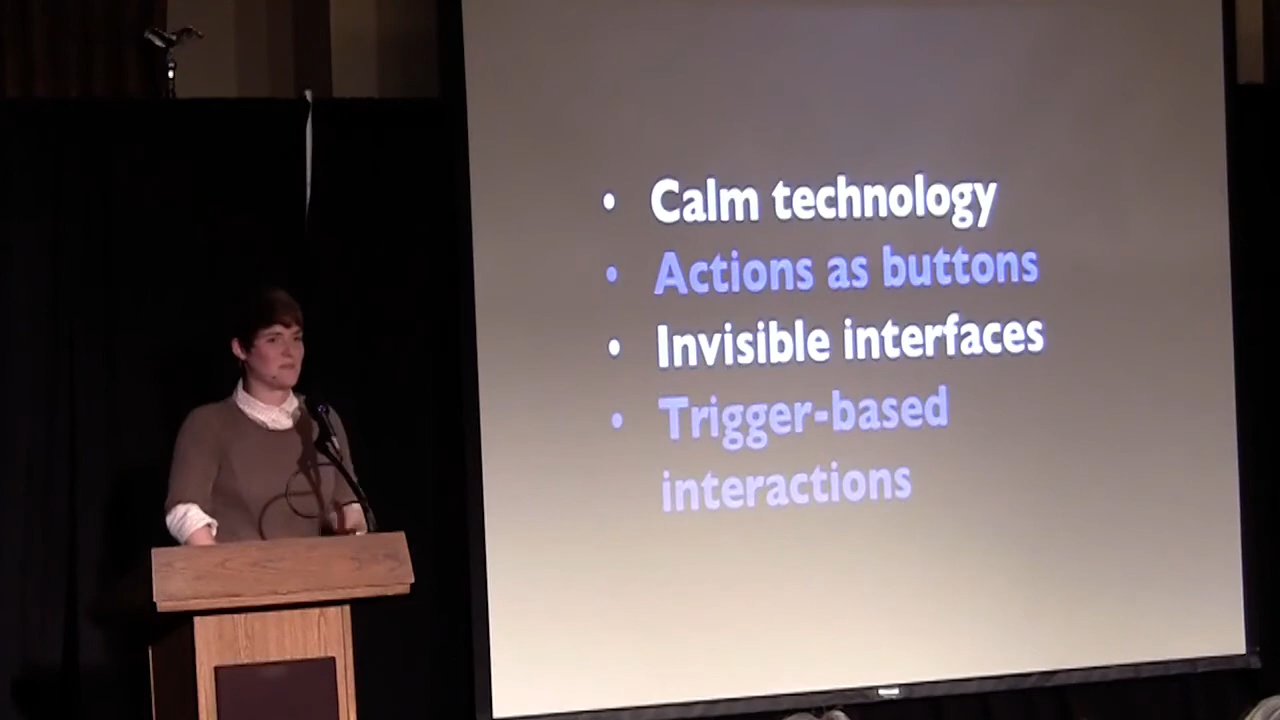 • Calm technology
• Actions as buttons
• Invisible interfaces
• Trigger-based
interactions